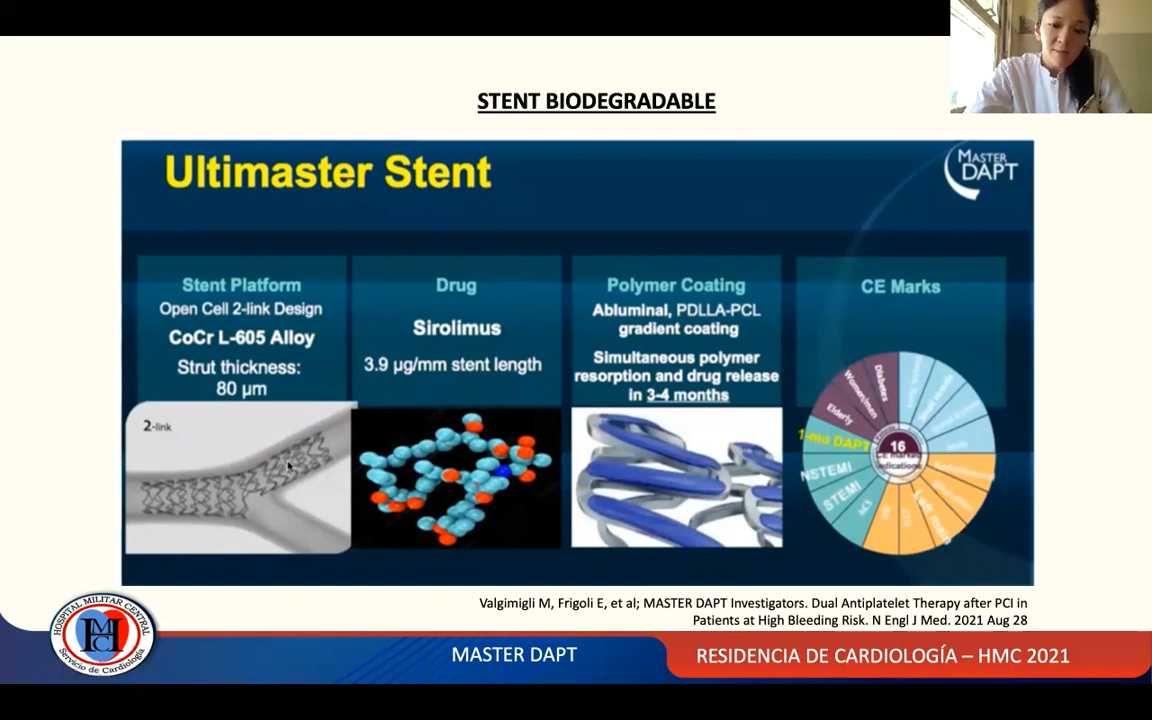 STENT BIODEGRADABLE
Ultimaster Stent
MASTER
DAPT
Stent Platform
Open Cell 2-link Design
CoCr L-605 Alloy
Strut thickness:
80 µm
2-link
Drug
Sirolimus
3.9 µg/mm stent length
Polymer Coating
Abluminal, PDLLA-PCL
gradient coating
Simultaneous polymer
resorption and drug release
in 3-4 months
CE Marks
Diabetes
Women/men
Elderly
1-mo DAPT
NSTEMI
STEMI
ACS
Left main
16
Valgimigli M, Frigoli E, et al; MASTER DAPT Investigators. Dual Antiplatelet Therapy after PCI in
Patients at High Bleeding Risk. N Engl J Med. 2021 Aug 28
HOSPITAL MILITAR CENTRAL
HMC
Servicio de Cardiología
MASTER DAPT
RESIDENCIA DE CARDIOLOGÍA – HMC 2021